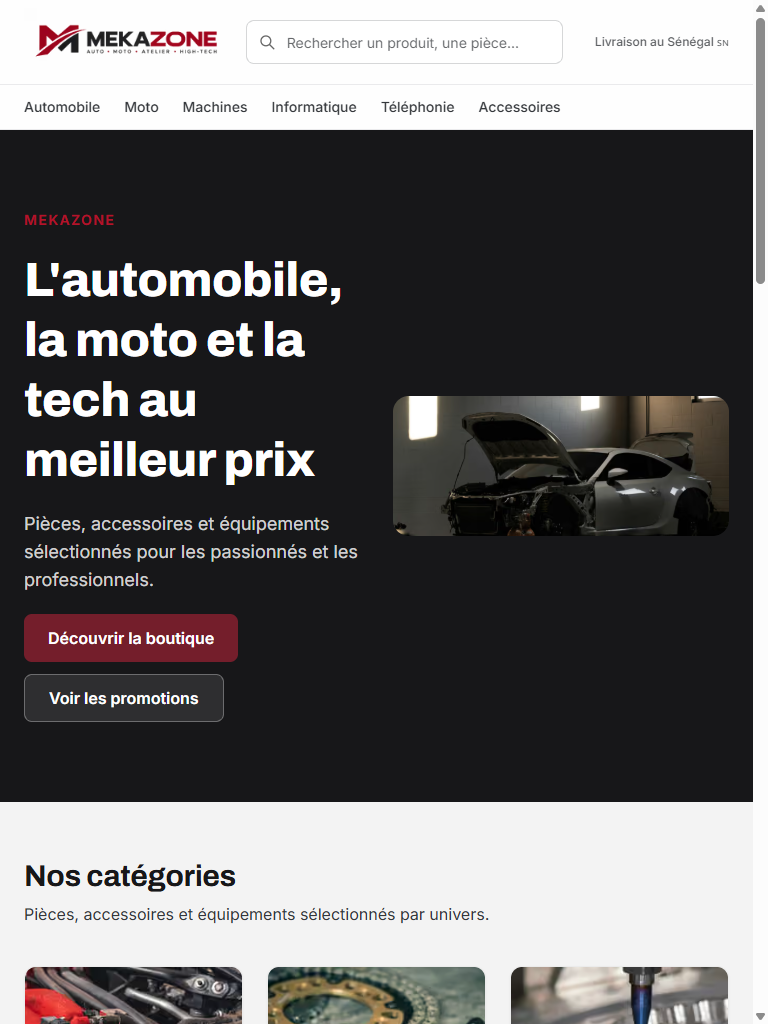 MEKAZONE
AUTO • MOTO • ATELIER • HIGH-TECH
Rechercher un produit, une pièce...
Livraison au Sénégal SN
Automobile Moto Machines Informatique Téléphonie Accessoires
MEKAZONE
L'automobile,
la moto et la
tech au
meilleur prix
Pièces, accessoires et équipements
sélectionnés pour les passionnés et les
professionnels.
Découvrir la boutique
Voir les promotions
Nos catégories
Pièces, accessoires et équipements sélectionnés par univers.